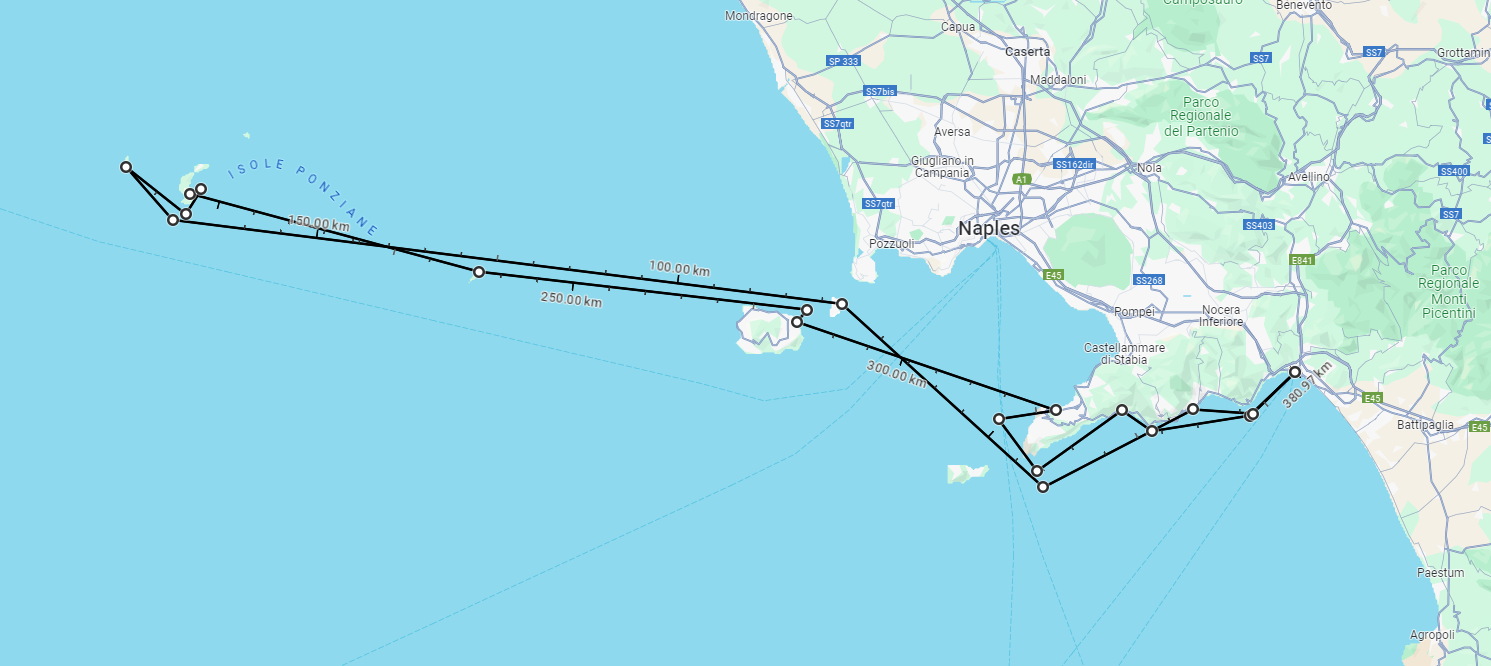 Mondragone
Capua
Composauro
Benevento
Caserta
SP 333
SS7
SS7
Grottamin
Maddaloni
SS7bis
Parco
Regionale
del Partenio
SS7qtr
Aversa
Giugliano in
Campania
SS162dir
Nola
A1
Avellino
SS400
ISOLE PONZIANE
SS7qtr
SS7
150.00 km
Naples
SS403
Pozzuoli
E841
100.00 km
E45
SS268
Parco
Regionale
Monti
Picentini
250.00 km
Pompei
Nocera
Inferiore
Castellammare
di Stabia
300.00 km
380.97 km
E45
Battipaglia
E45
Paestum
Agropoli